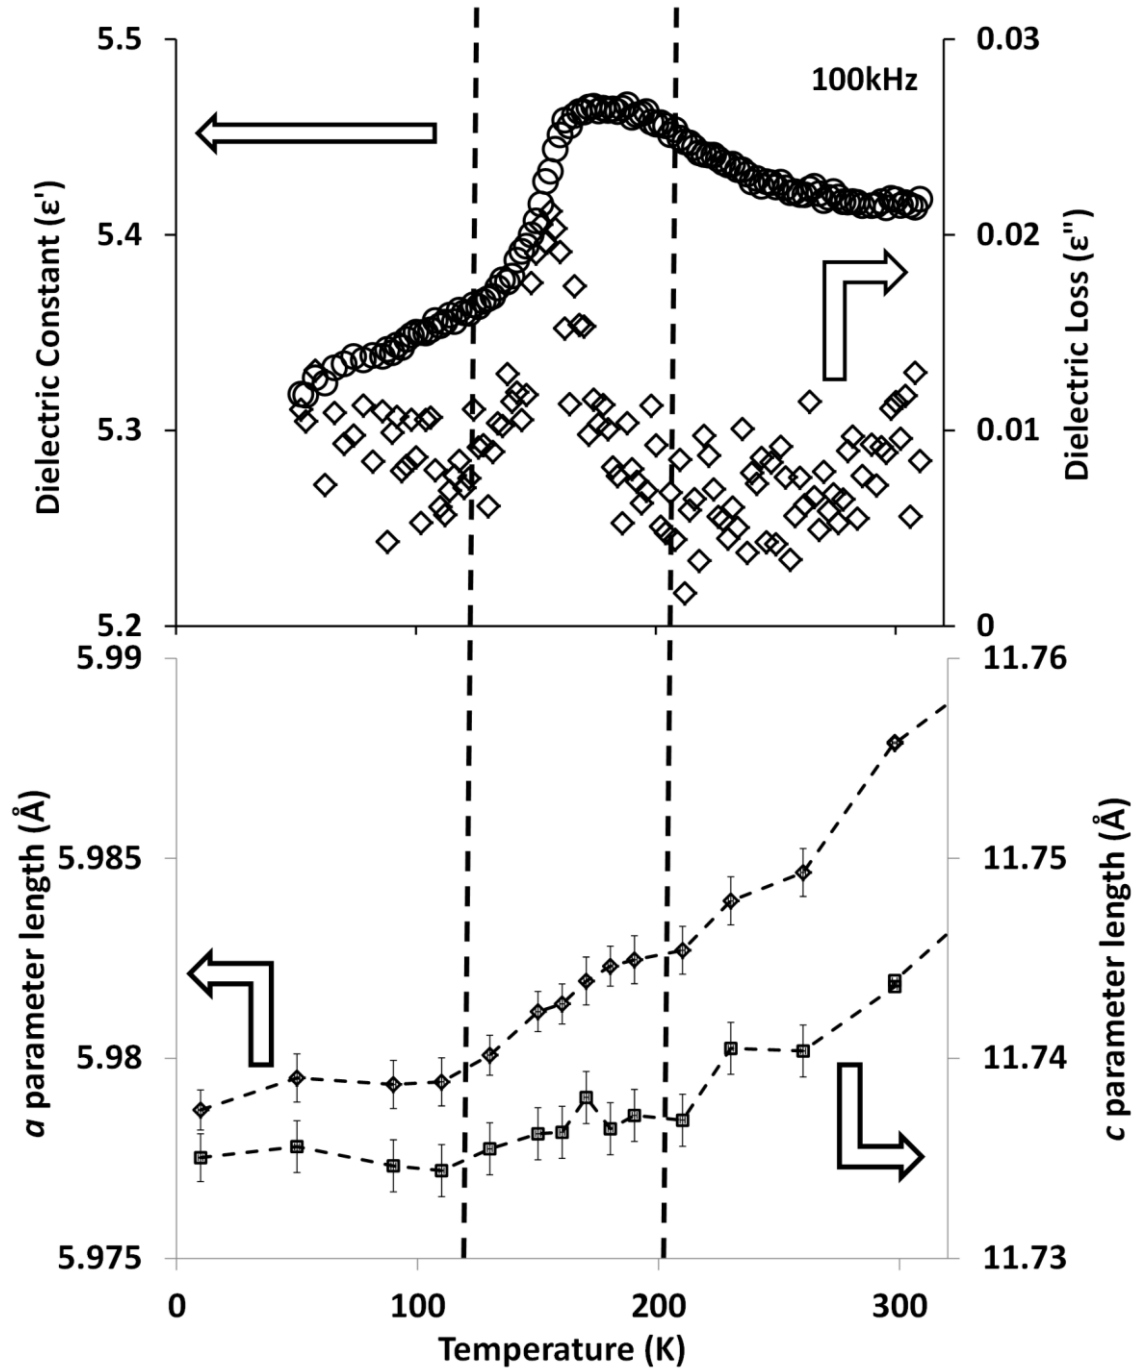 5.5
0.03
100kHz
5.4
0.02
Dielectric Constant (ε')
Dielectric Loss (ε")
5.3
0.01
5.2
0
5.99
11.76
a parameter length (Å)
c parameter length (Å)
5.985
11.75
5.98
11.74
5.975
11.73
0 100 200 300
Temperature (K)